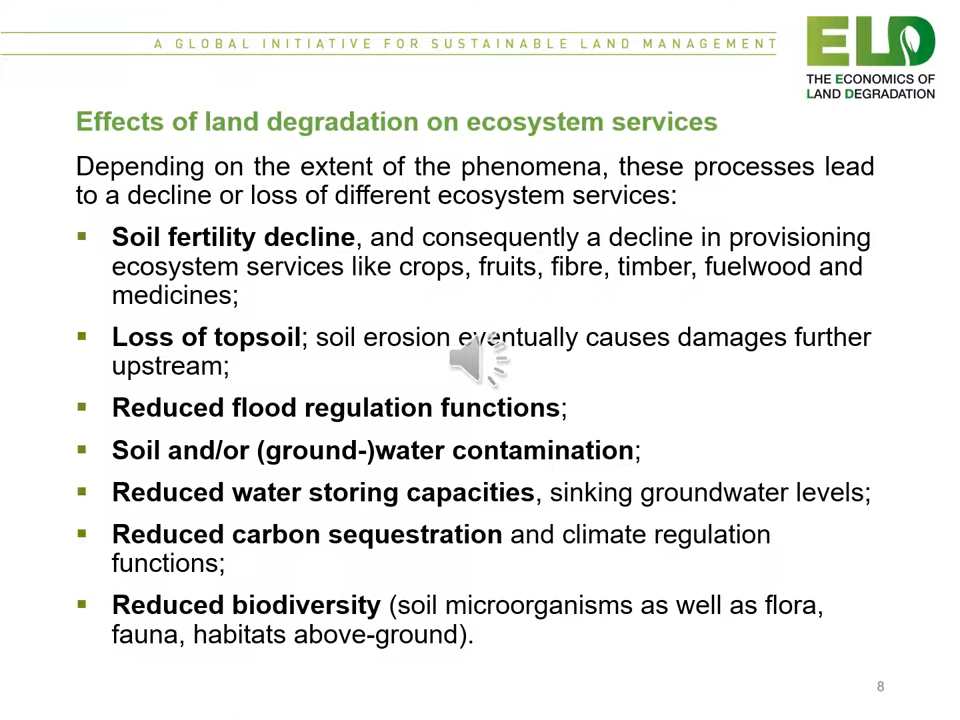 A GLOBAL INITIATIVE FOR SUSTAINABLE LAND MANAGEMENT
ELD
THE ECONOMICS OF
LAND DEGRADATION
Effects of land degradation on ecosystem services
Depending on the extent of the phenomena, these processes lead
to a decline or loss of different ecosystem services:
▪ Soil fertility decline, and consequently a decline in provisioning
ecosystem services like crops, fruits, fibre, timber, fuelwood and
medicines;
▪ Loss of topsoil; soil erosion eventually causes damages further
upstream;
▪ Reduced flood regulation functions;
▪ Soil and/or (ground-)water contamination;
▪ Reduced water storing capacities, sinking groundwater levels;
▪ Reduced carbon sequestration and climate regulation
functions;
▪ Reduced biodiversity (soil microorganisms as well as flora,
fauna, habitats above-ground).
8